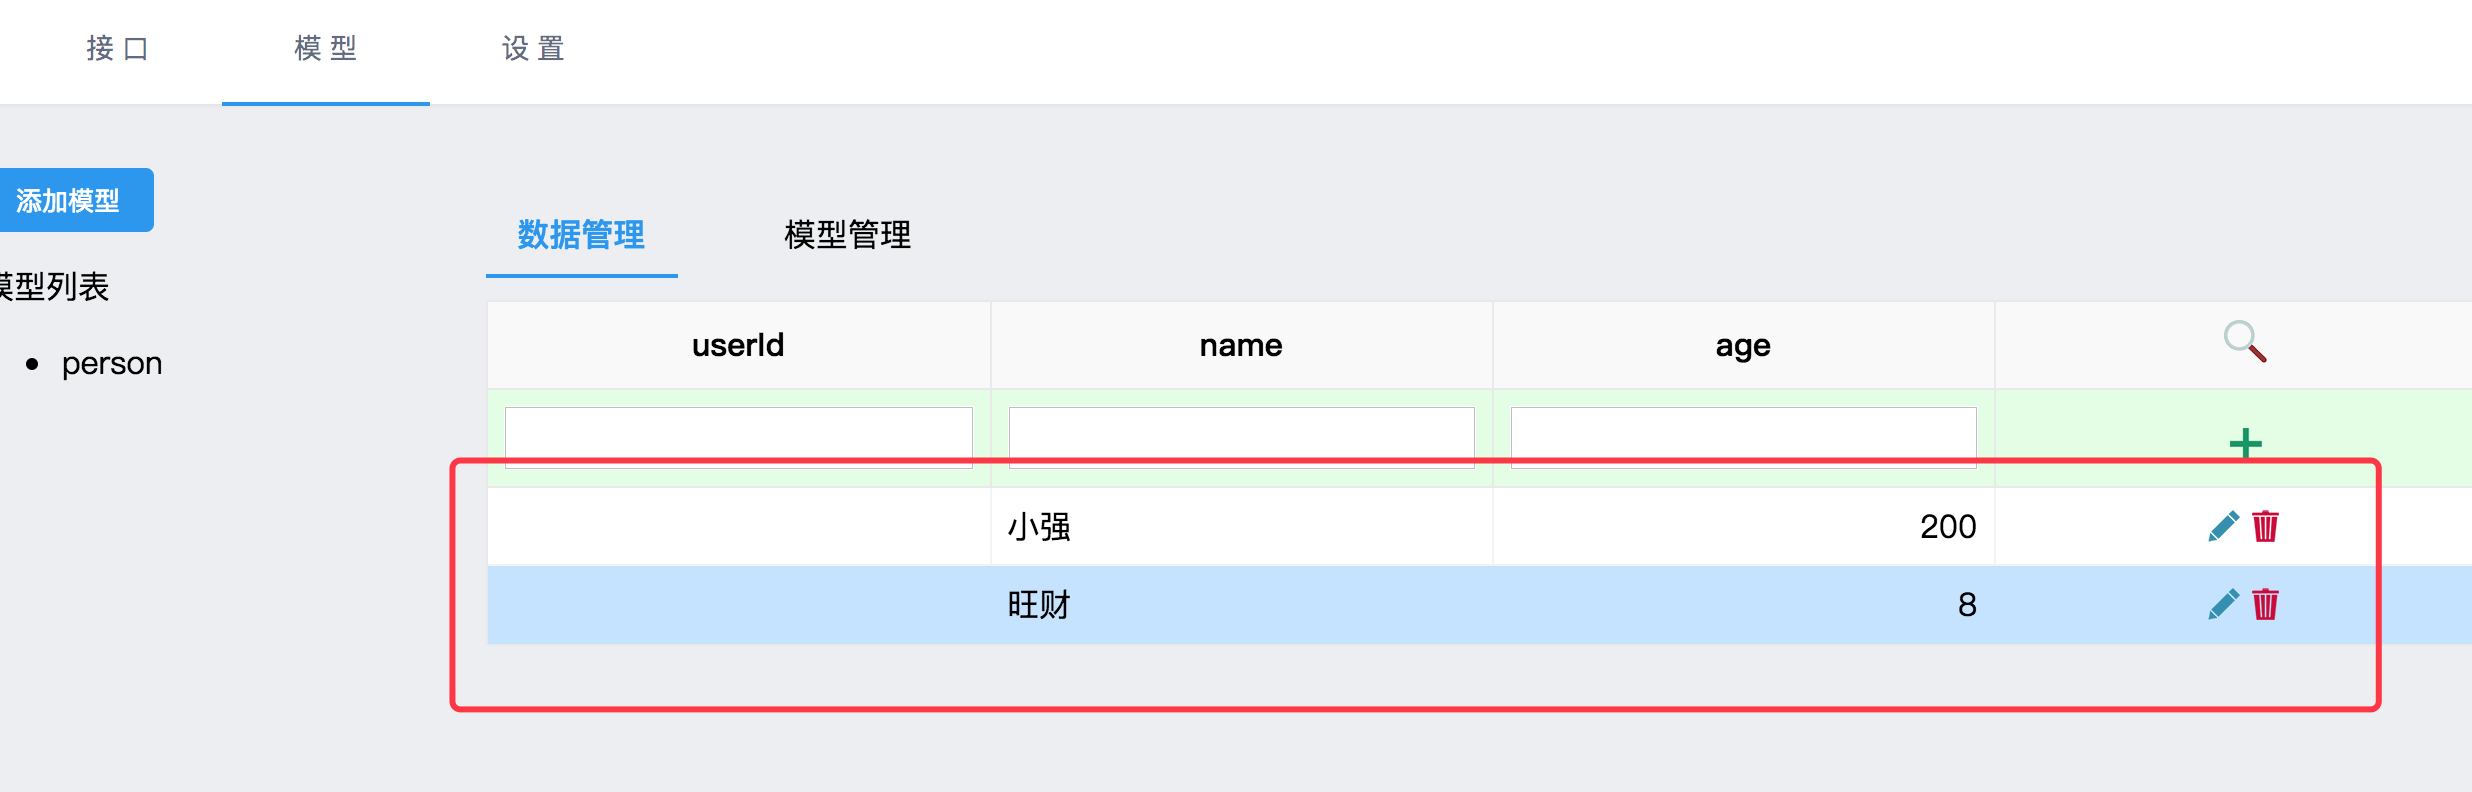 接口 模型 设置
添加模型
数据管理 模型管理
模型列表
userId name age
person
小强 200
旺财 8